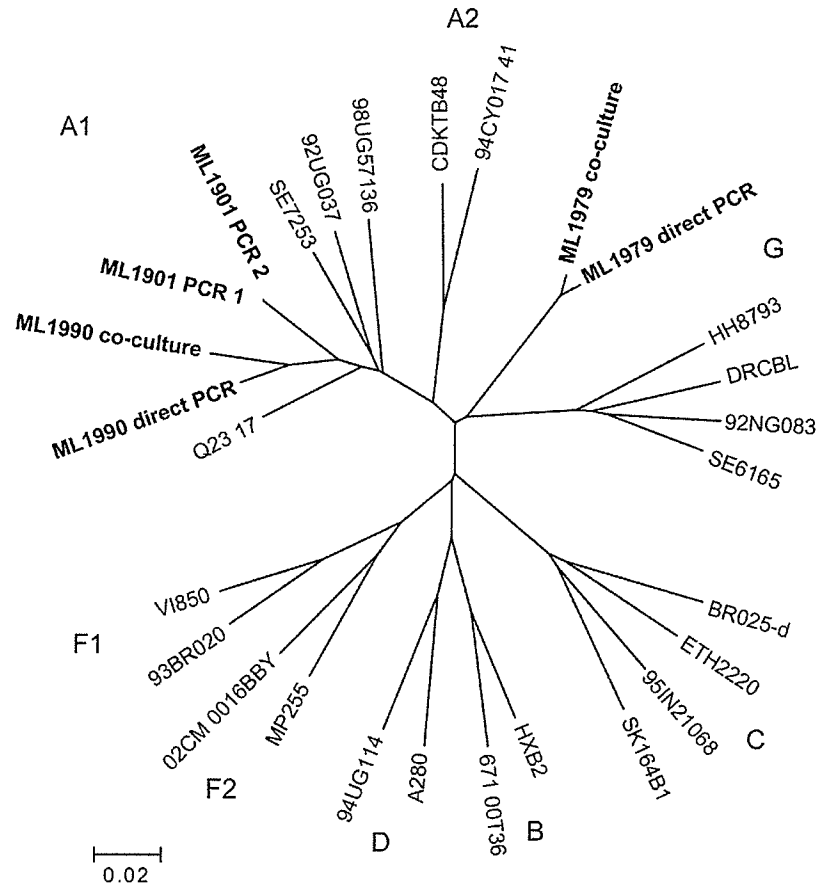 A2
A1
CDKTB48
94CY017 41
98UG57136
92UG037
SE7253
ML1901 PCR 2
ML1901 PCR 1
ML1990 co-culture
ML1990 direct PCR
Q23 17
ML1979 co-culture
ML1979 direct PCR
G
HH8793
DRCBL
92NG083
SE6165
VI850
93BR020
F1
02CM 0016BBY
MP255
F2
94UG114
A280
D
671 00T36
HXB2
B
BR025-d
ETH2220
95IN21068
SK164B1
C
0.02